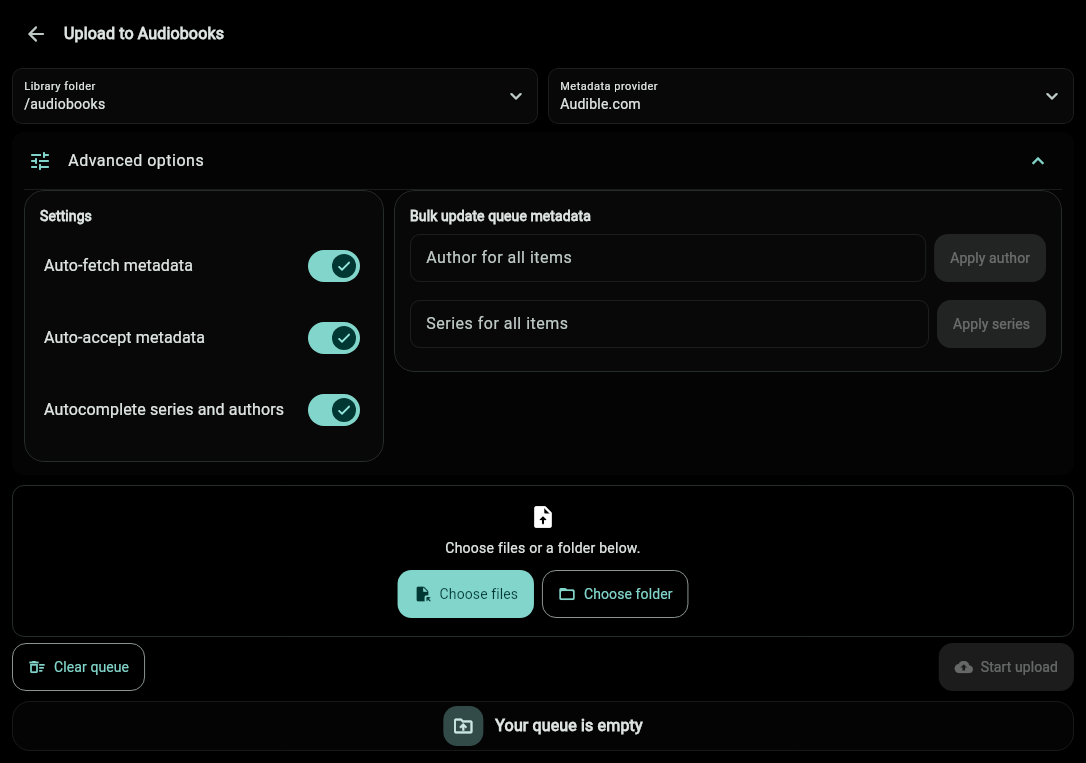 Upload to Audiobooks
Library folder
/audiobooks
Metadata provider
Audible.com
Advanced options
Settings
Auto-fetch metadata
Auto-accept metadata
Autocomplete series and authors
Bulk update queue metadata
Author for all items
Apply author
Series for all items
Apply series
Choose files or a folder below.
Choose files
Choose folder
Clear queue
Start upload
Your queue is empty